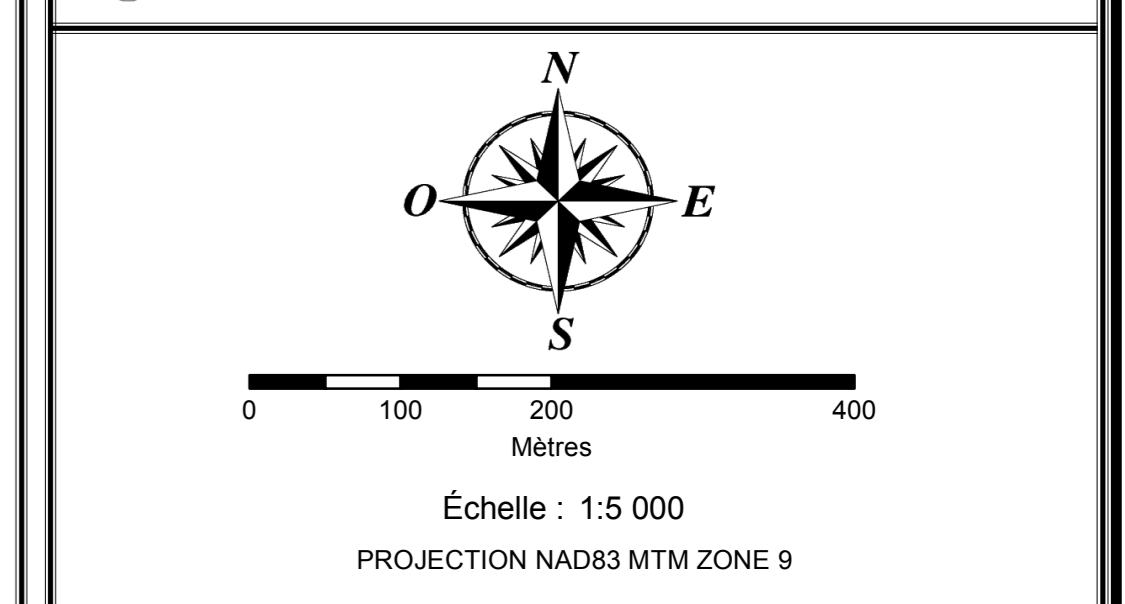 N
O E
S
0 100 200 400
Mètres
Échelle : 1:5 000
PROJECTION NAD83 MTM ZONE 9